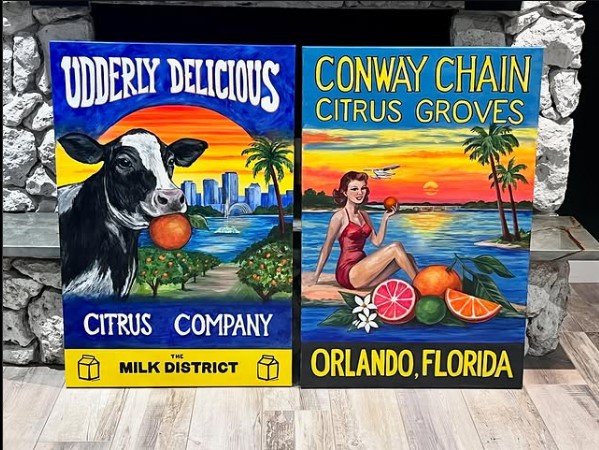 UDDERLY DELICIOUS
CITRUS COMPANY
THE
MILK DISTRICT
CONWAY CHAIN
CITRUS GROVES
ORLANDO, FLORIDA